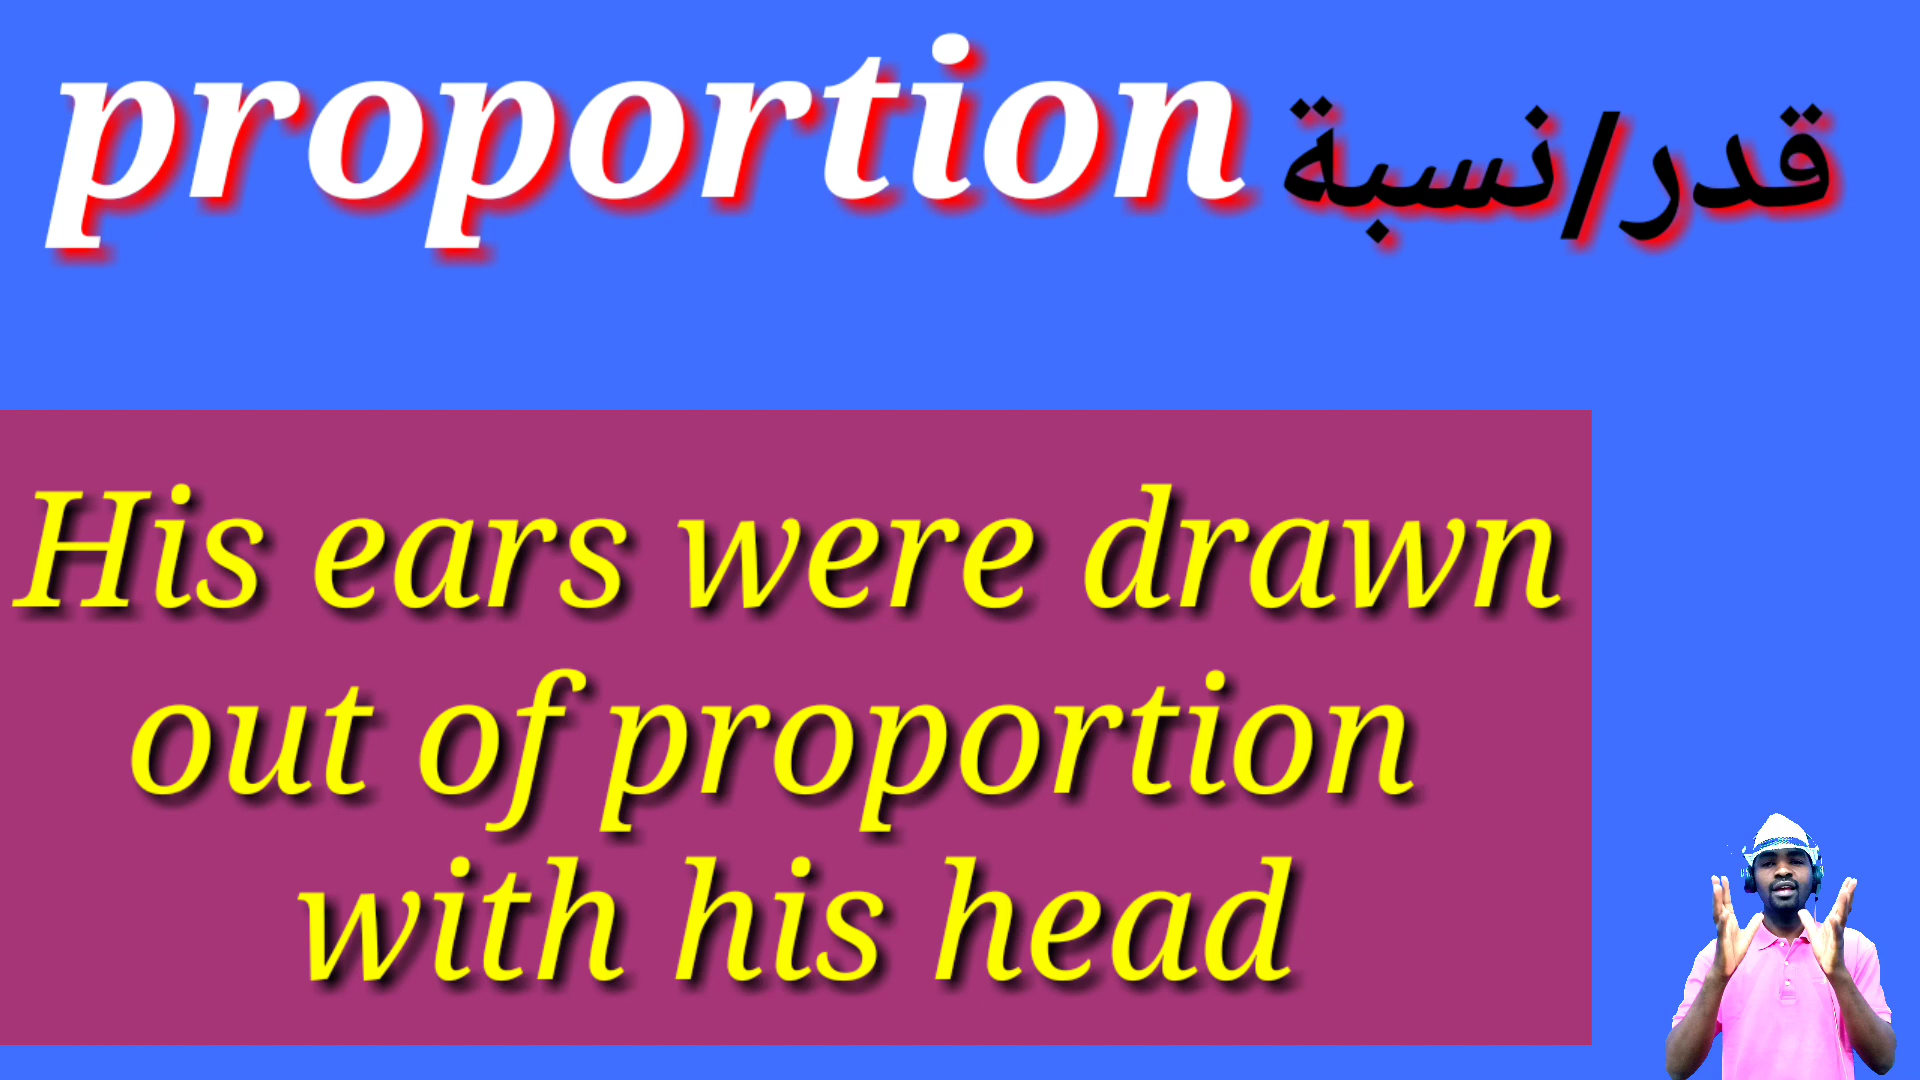 proportion قدر/نسبة
His ears were drawn
out of proportion
with his head